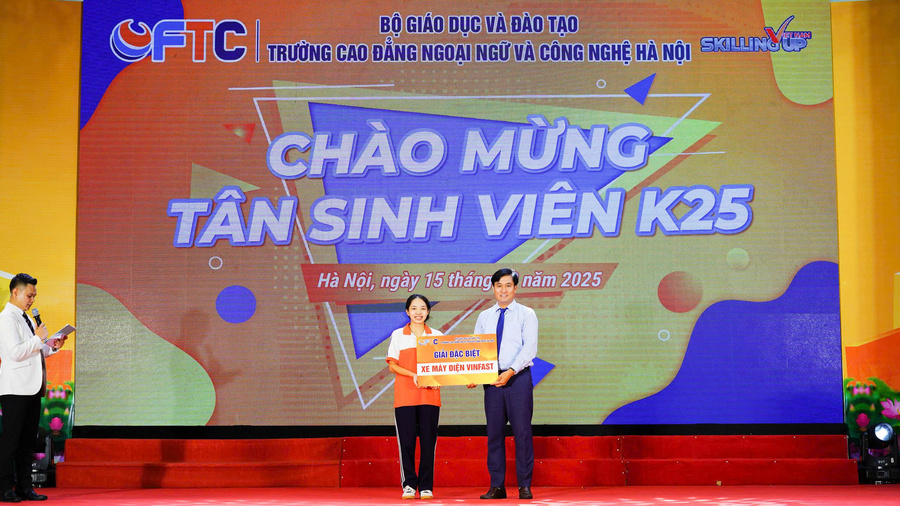 FTC
BỘ GIÁO DỤC VÀ ĐÀO TẠO
TRƯỜNG CAO ĐẲNG NGOẠI NGỮ VÀ CÔNG NGHỆ HÀ NỘI
VIET NAM
SKILLING UP
CHÀO MỪNG
TÂN SINH VIÊN K25
Hà Nội, ngày 15 tháng năm 2025
GIẢI ĐẶC BIỆT
XE MÁY ĐIỆN VINFAST